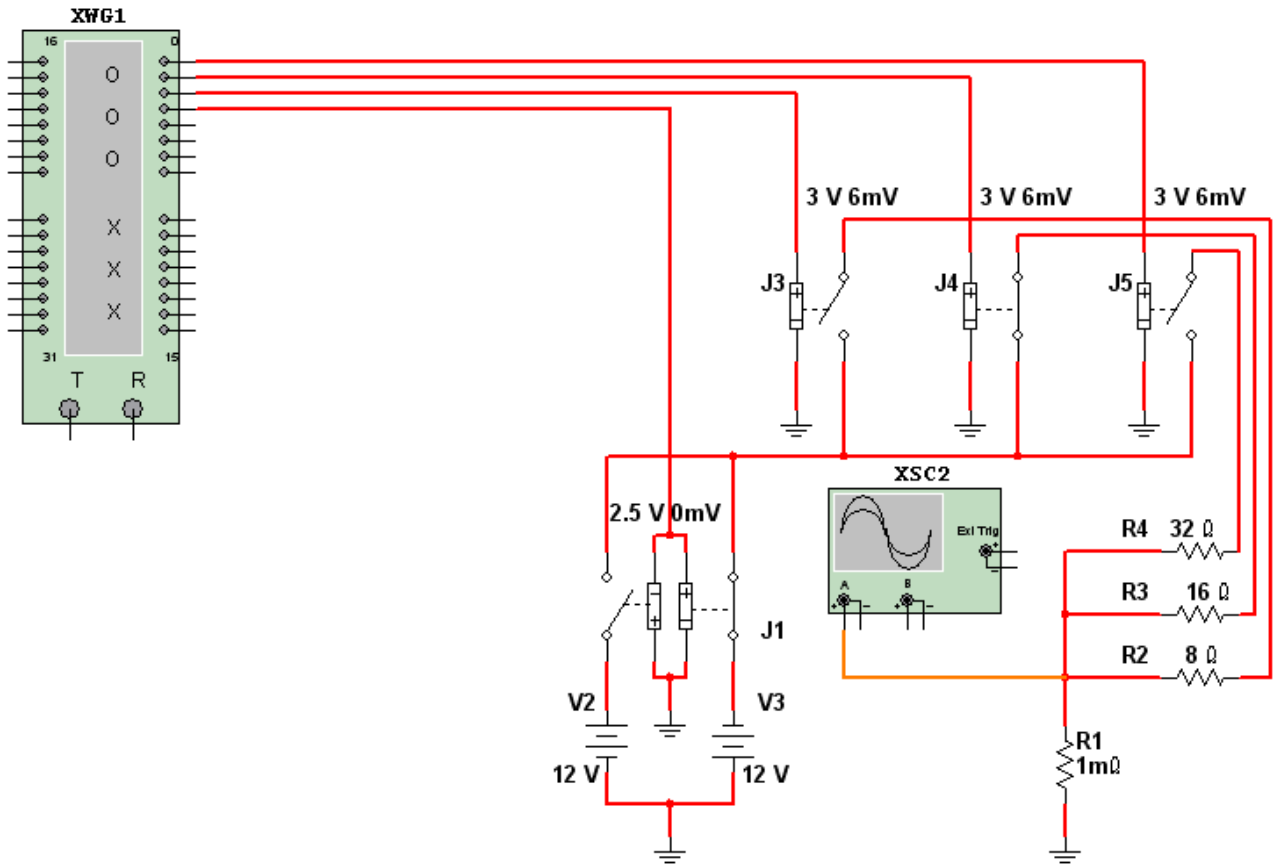 XWG1
16 0
O
O
O
X
X
X
31 15
T R
3 V 6mV 3 V 6mV 3 V 6mV
J3 J4 J5
+ + +
XSC2
2.5 V 0mV
Ext Trig
+
-
A B
+ - + -
- +
+
J1
R4 32 Ω
R3 16 Ω
R2 8 Ω
V2 V3
12 V 12 V
R1
1mΩ